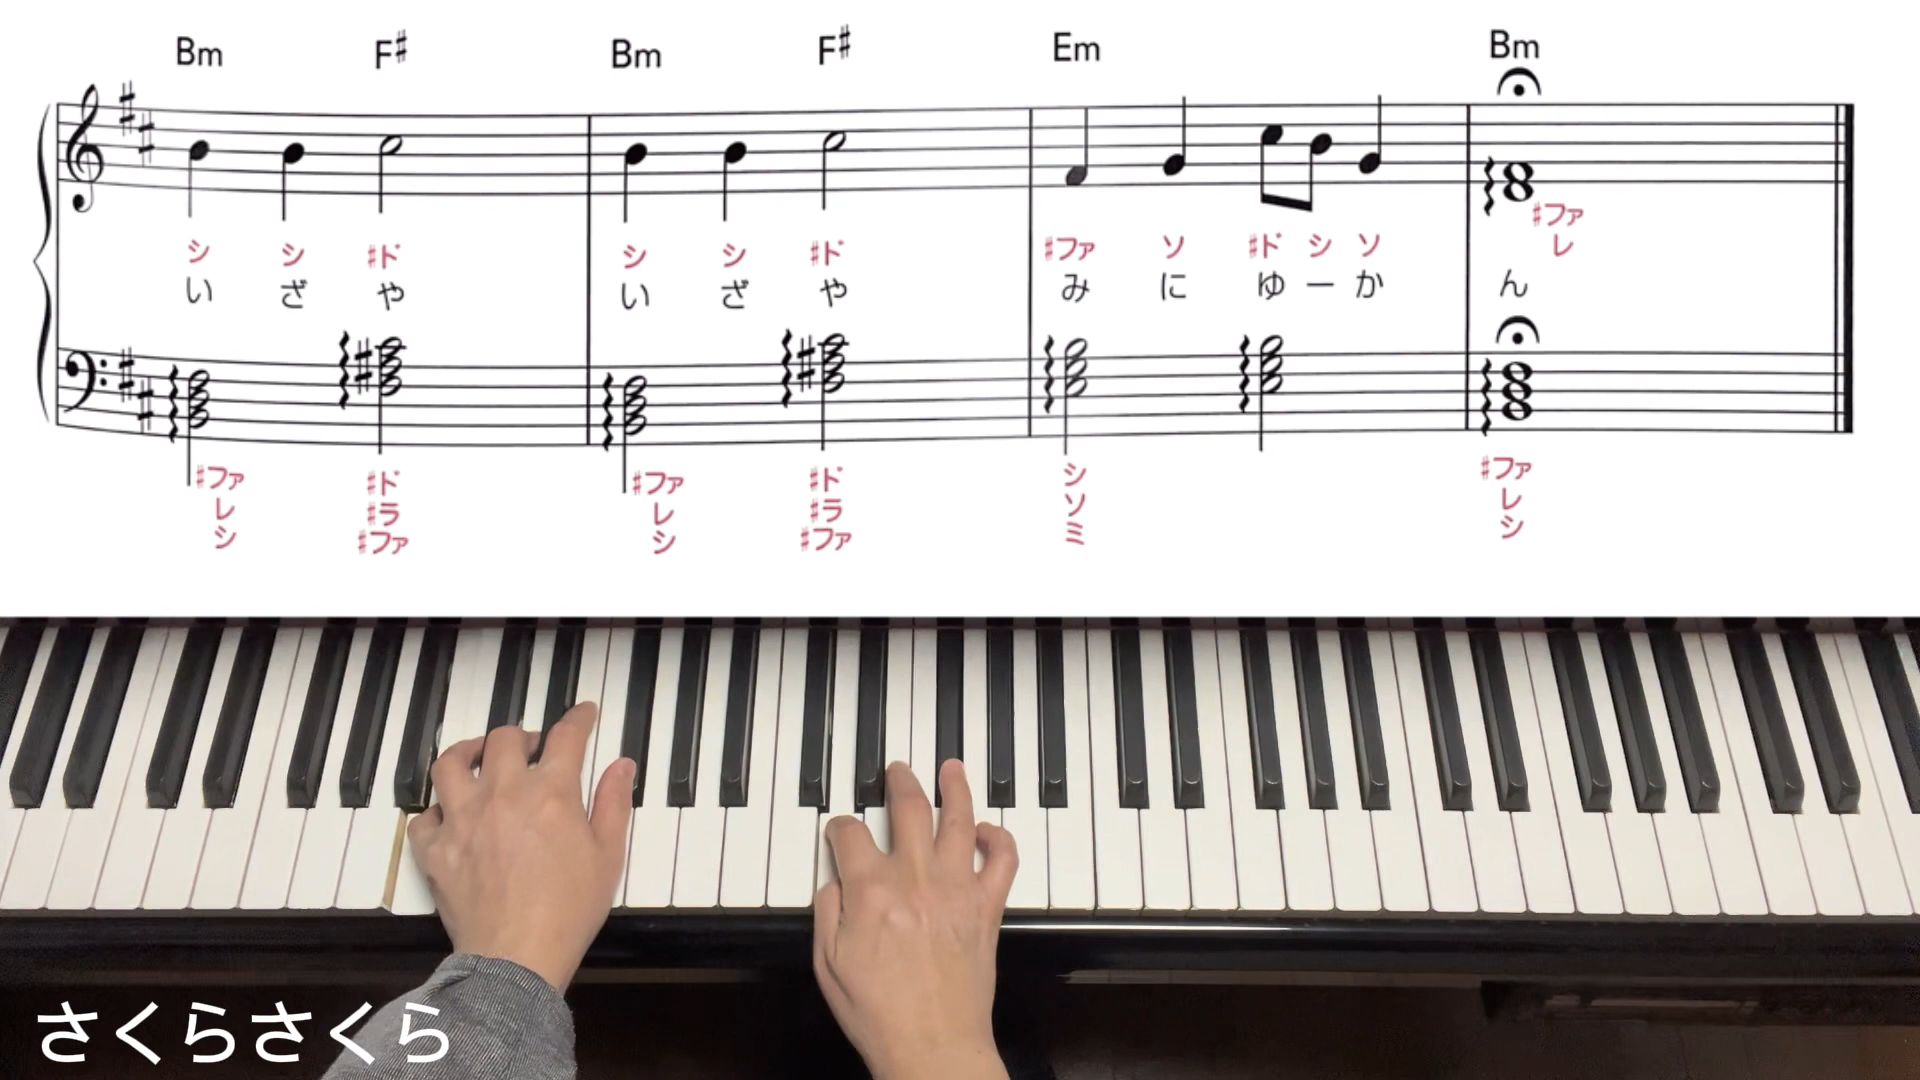 Bm F♯ Bm F♯ Em Bm
シ シ ♯ド シ シ ♯ド ♯ファ ソ ♯ド シ ソ ♯ファ
レ
い ざ や い ざ や み に ゆ ー か ん
♯ファ ♯ド ♯ファ ♯ド シ ♯ファ
レ ♯ラ レ ♯ラ ソ レ
シ ♯ファ シ ♯ファ ミ シ
さくらさくら